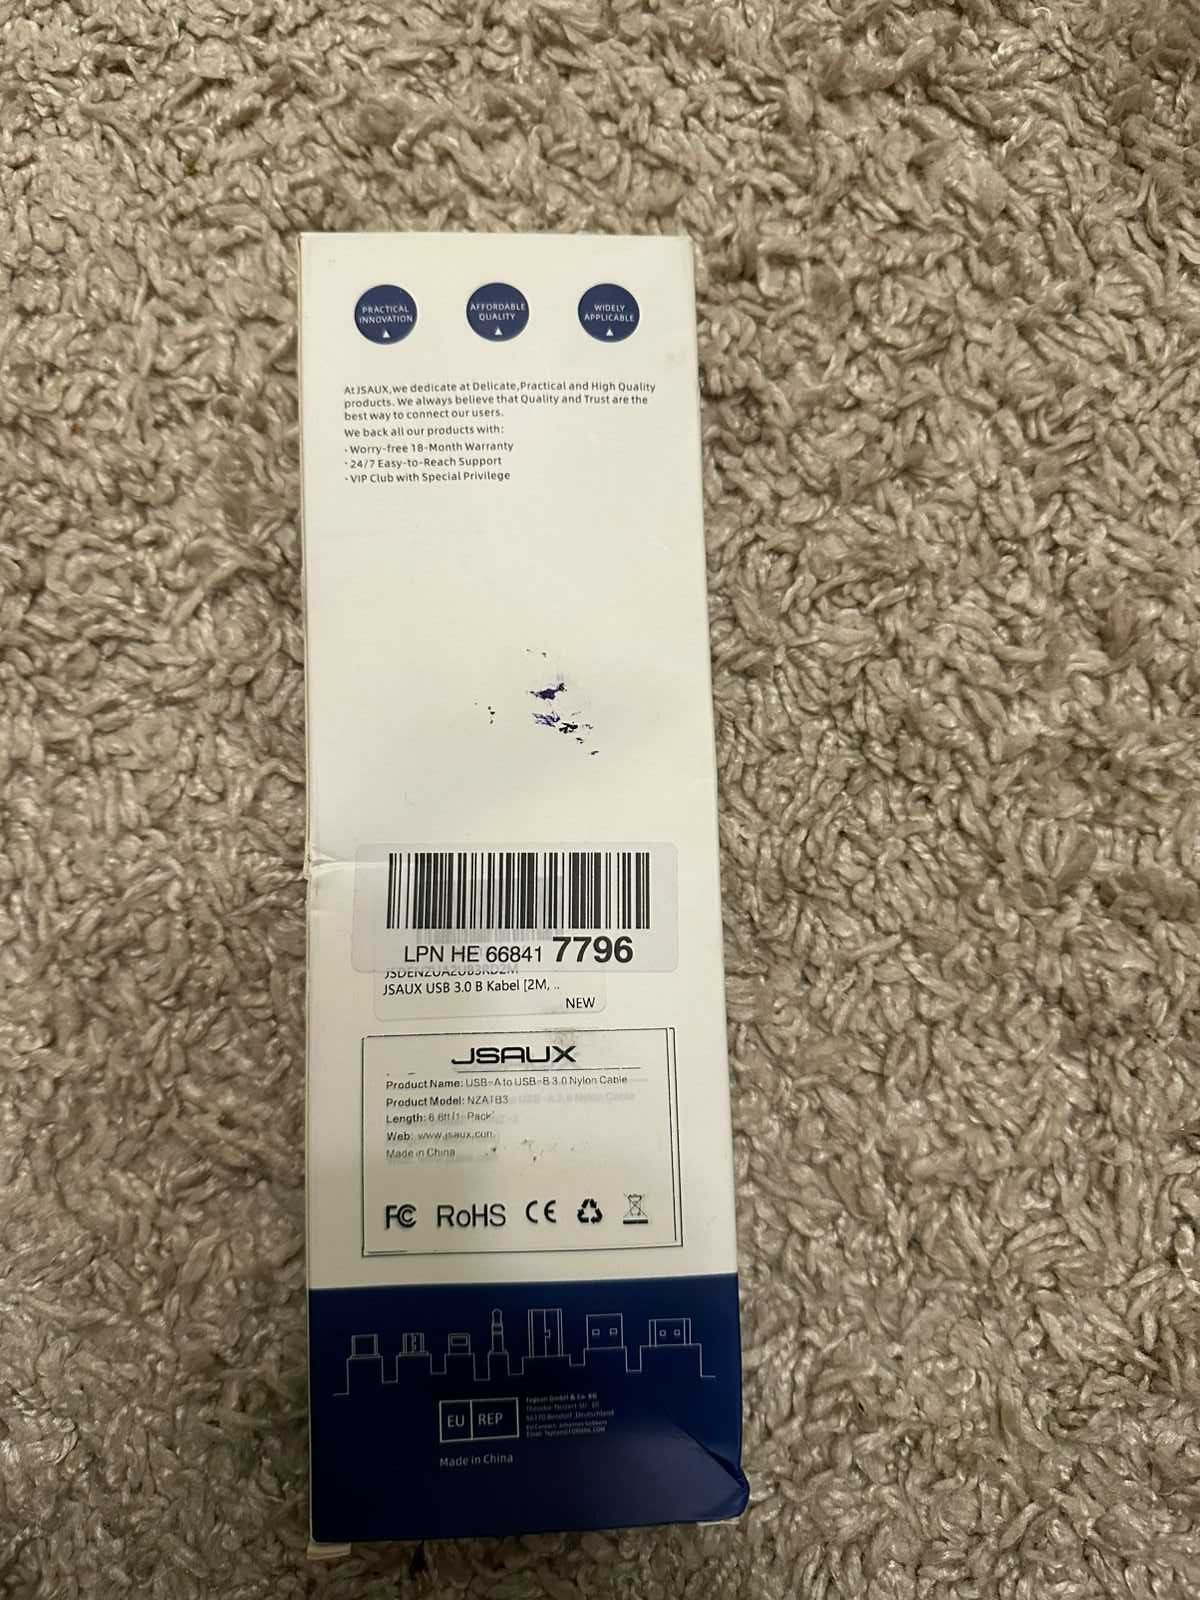 PRACTICAL
INNOVATION
AFFORDABLE
QUALITY
WIDELY
APPLICABLE
At JSAUX,we dedicate at Delicate,Practical and High Quality
products. We always believe that Quality and Trust are the
best way to connect our users.
We back all our products with:
• Worry-free 18-Month Warranty
• 24/7 Easy-to-Reach Support
• VIP Club with Special Privilege
LPN HE 66841 7796
JSDENZUA2UB3RD2M
JSAUX USB 3.0 B Kabel [2M, ..
NEW
JSAUX
Product Name: USB-A to USB-B 3.0 Nylon Cable
Product Model: NZATB3
Length: 6.6ft/1-Pack
Web: www.jsaux.com
Made in China
FC RoHS CE
EU REP
56170 Bendorf ,Deutschland
Made in China